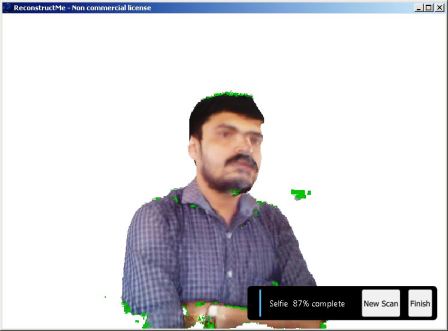 ReconstructMe - Non commercial license
Selfie 87% complete
New Scan
Finish